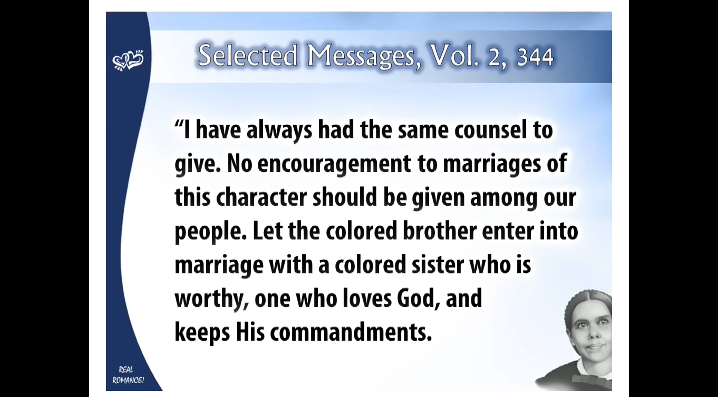 Selected Messages, Vol. 2, 344
“I have always had the same counsel to
give. No encouragement to marriages of
this character should be given among our
people. Let the colored brother enter into
marriage with a colored sister who is
worthy, one who loves God, and
keeps His commandments.
REAL
ROMANCE!